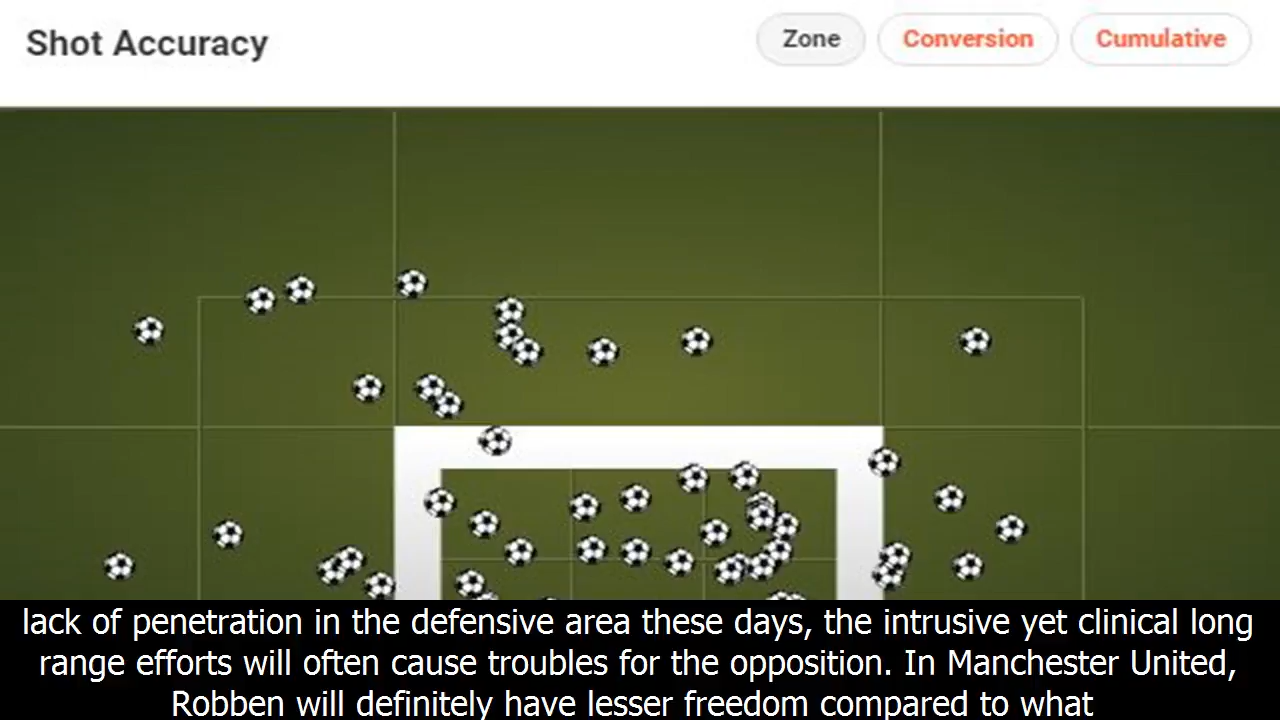 Shot Accuracy
Zone
Conversion
Cumulative
lack of penetration in the defensive area these days, the intrusive yet clinical long
range efforts will often cause troubles for the opposition. In Manchester United,
Robben will definitely have lesser freedom compared to what